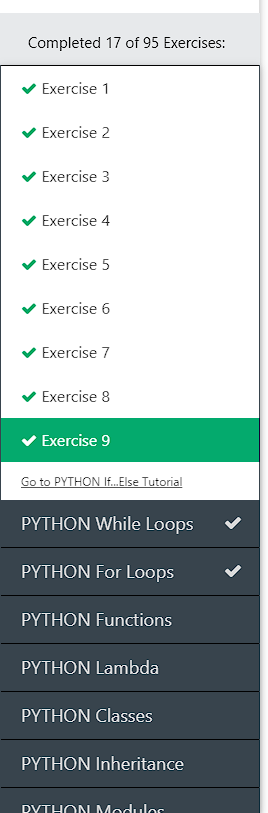 Completed 17 of 95 Exercises:
Exercise 1
Exercise 2
Exercise 3
Exercise 4
Exercise 5
Exercise 6
Exercise 7
Exercise 8
Exercise 9
Go to PYTHON If...Else Tutorial
PYTHON While Loops
PYTHON For Loops
PYTHON Functions
PYTHON Lambda
PYTHON Classes
PYTHON Inheritance
PYTHON Modules